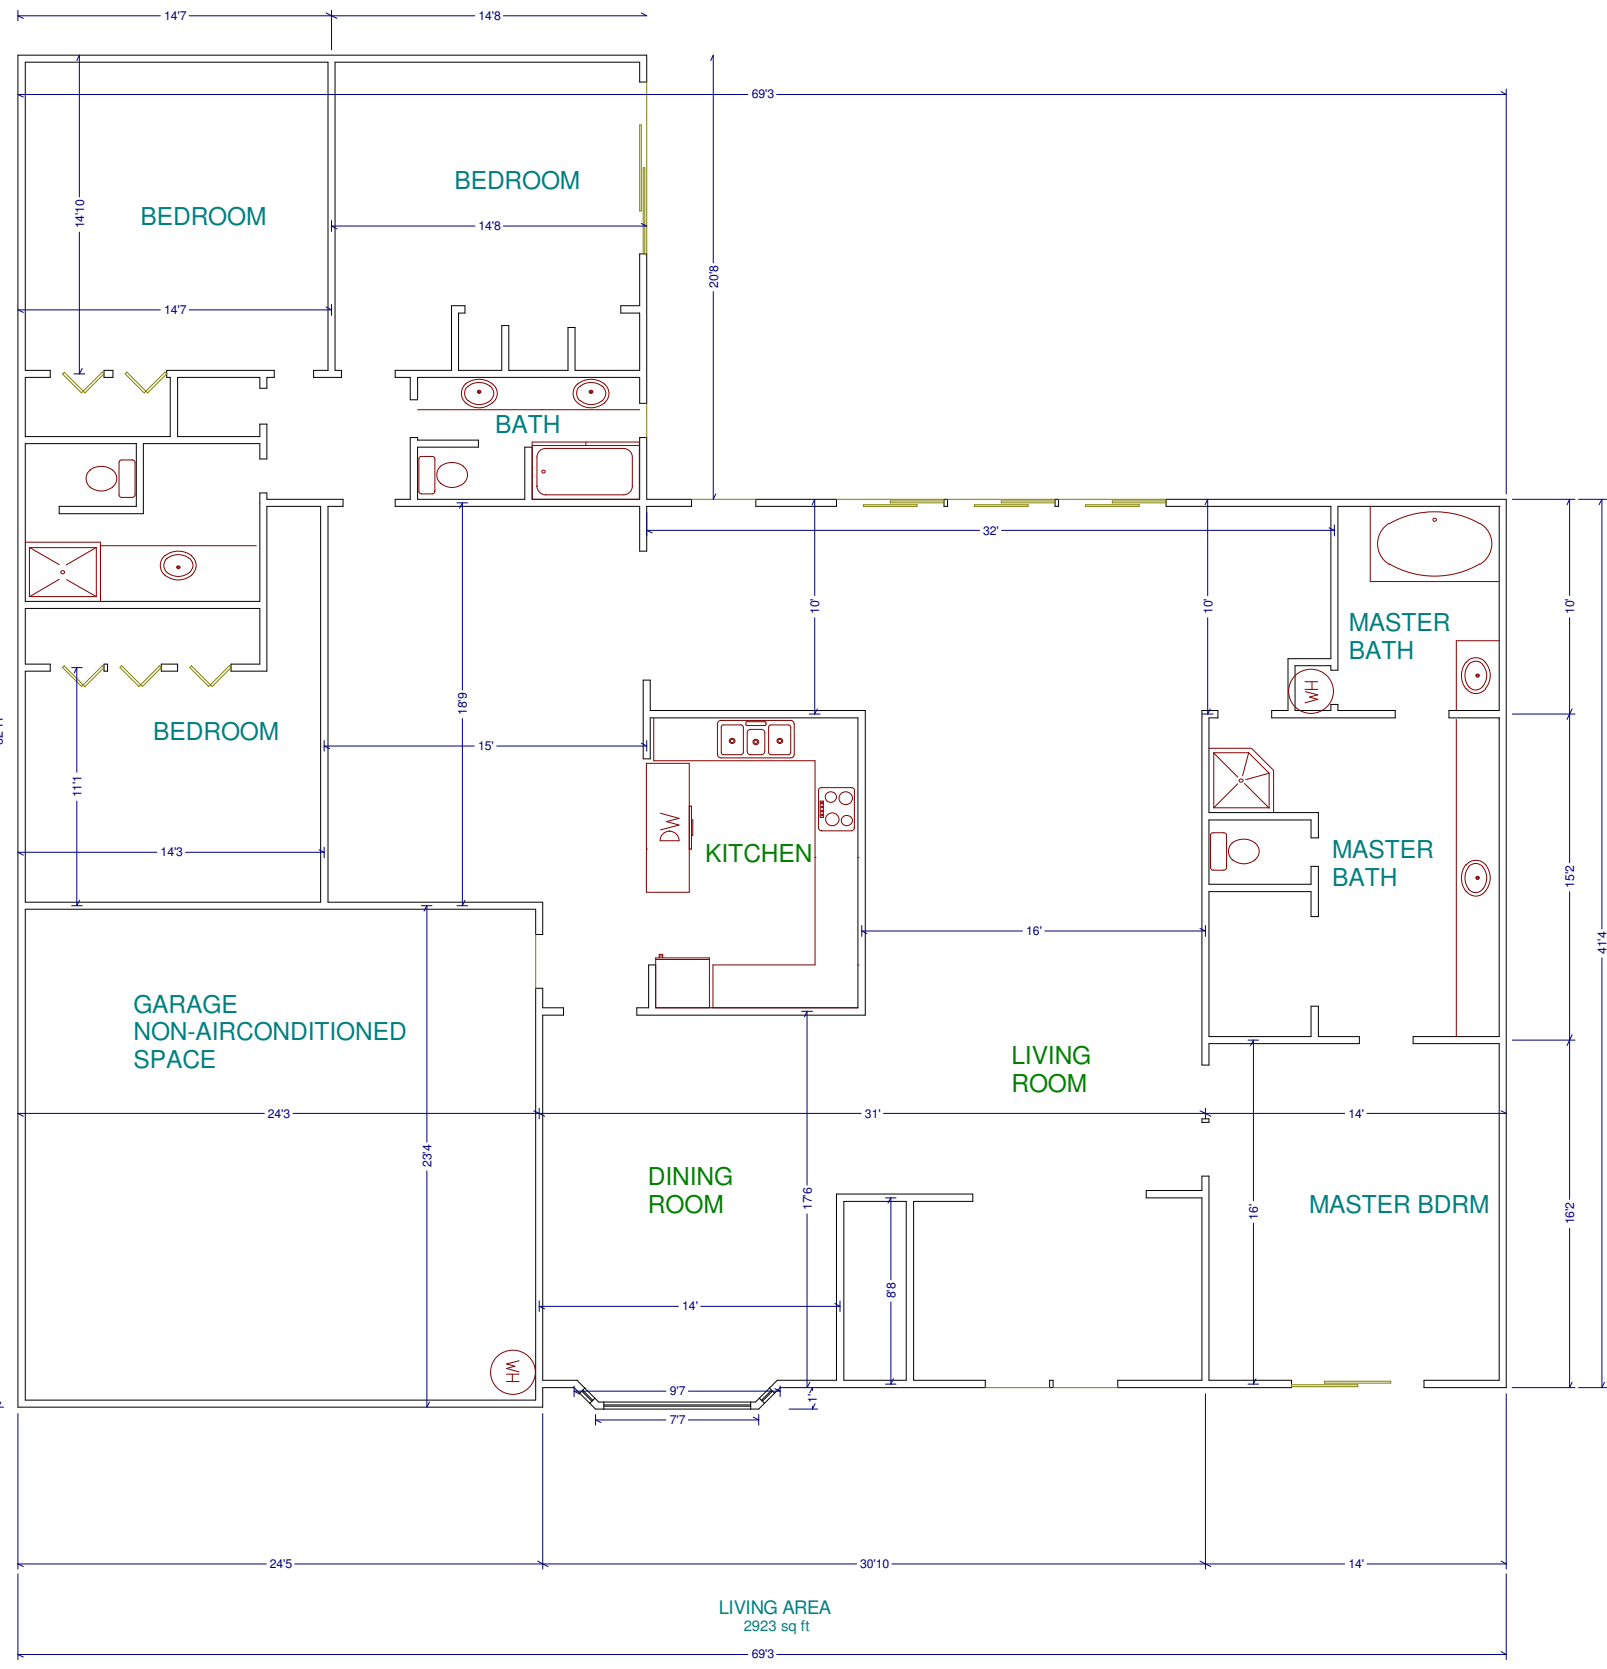 14'7
14'8
69'3
14'10
BEDROOM
BEDROOM
14'8
20'8
14'7
BATH
32'
10'
10'
10'
MASTER
BATH
WH
18'9
15'
BEDROOM
11'1
14'3
DW
KITCHEN
MASTER
BATH
15'2
16'
41'4
GARAGE
NON-AIRCONDITIONED
SPACE
LIVING
ROOM
24'3
31'
14'
23'4
DINING
ROOM
17'6
16'
MASTER BDRM
16'2
8'8
14'
WH
9'7
1'
7'7
24'5
30'10
14'
LIVING AREA
2923 sq ft
69'3